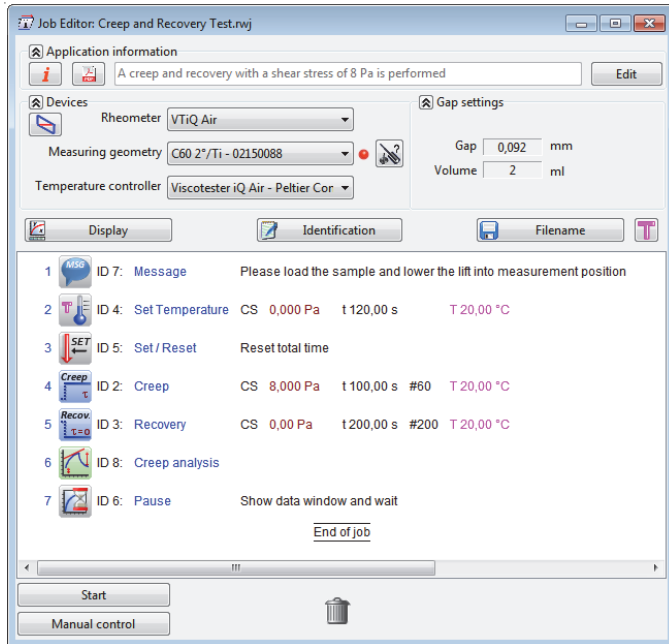 Job Editor: Creep and Recovery Test.rwj
Application information
i A creep and recovery with a shear stress of 8 Pa is performed Edit
Devices
Rheometer VTiQ Air
Measuring geometry C60 2°/Ti - 02150088
Temperature controller Viscotester iQ Air - Peltier Cor
Gap settings
Gap 0,092 mm
Volume 2 ml
Display Identification Filename T
1 MSG ID 7: Message Please load the sample and lower the lift into measurement position
2 T ID 4: Set Temperature CS 0,000 Pa t 120,00 s T 20,00 °C
3 SET ID 5: Set / Reset Reset total time
4 Creep τ ID 2: Creep CS 8,000 Pa t 100,00 s #60 T 20,00 °C
5 Recov. τ=0 ID 3: Recovery CS 0,00 Pa t 200,00 s #200 T 20,00 °C
6 ID 8: Creep analysis
7 ID 6: Pause Show data window and wait
End of job
Start
Manual control